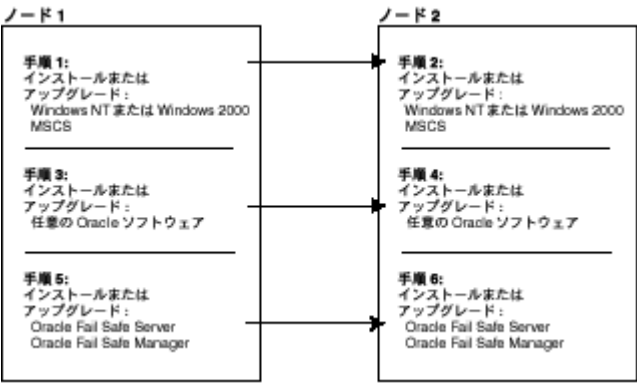 ノード 1
手順 1:
インストールまたは
アップグレード :
Windows NT または Windows 2000
MSCS
手順 3:
インストールまたは
アップグレード :
任意の Oracle ソフトウェア
手順 5:
インストールまたは
アップグレード :
Oracle Fail Safe Server
Oracle Fail Safe Manager
ノード 2
手順 2:
インストールまたは
アップグレード :
Windows NT または Windows 2000
MSCS
手順 4:
インストールまたは
アップグレード :
任意の Oracle ソフトウェア
手順 6:
インストールまたは
アップグレード :
Oracle Fail Safe Server
Oracle Fail Safe Manager